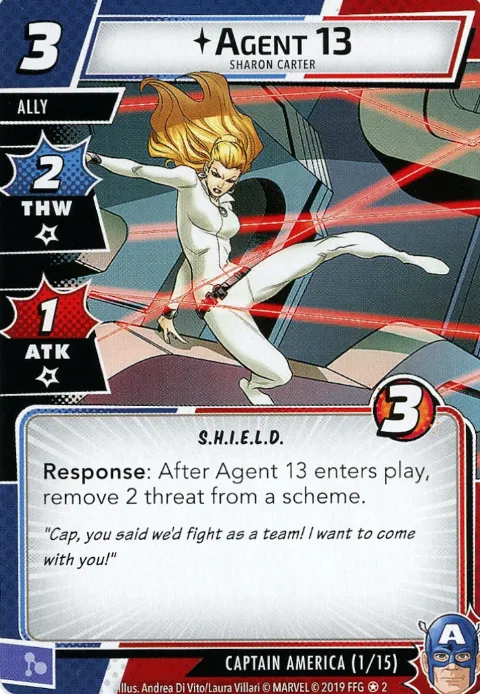 3
AGENT 13
SHARON CARTER
ALLY
2
THW
1
ATK
3
S.H.I.E.L.D.
Response: After Agent 13 enters play,
remove 2 threat from a scheme.
"Cap, you said we'd fight as a team! I want to come
with you!"
A
CAPTAIN AMERICA (1/15)
Illus. Andrea Di Vito/Laura Villari © MARVEL © 2019 FFG ✪ 2